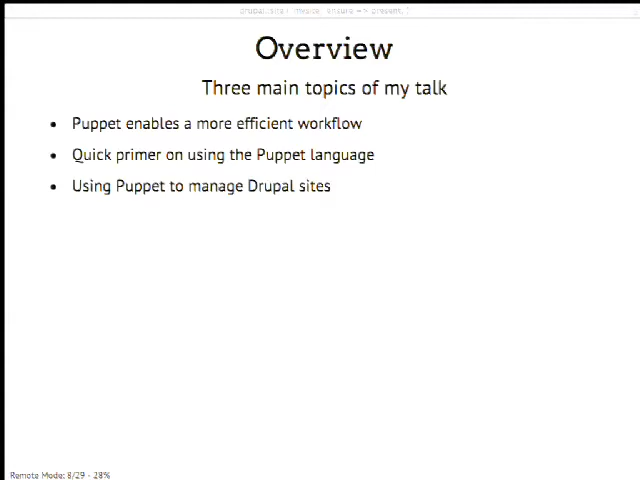 Overview
Three main topics of my talk
• Puppet enables a more efficient workflow
• Quick primer on using the Puppet language
• Using Puppet to manage Drupal sites
Remote Mode: 8/29 - 28%